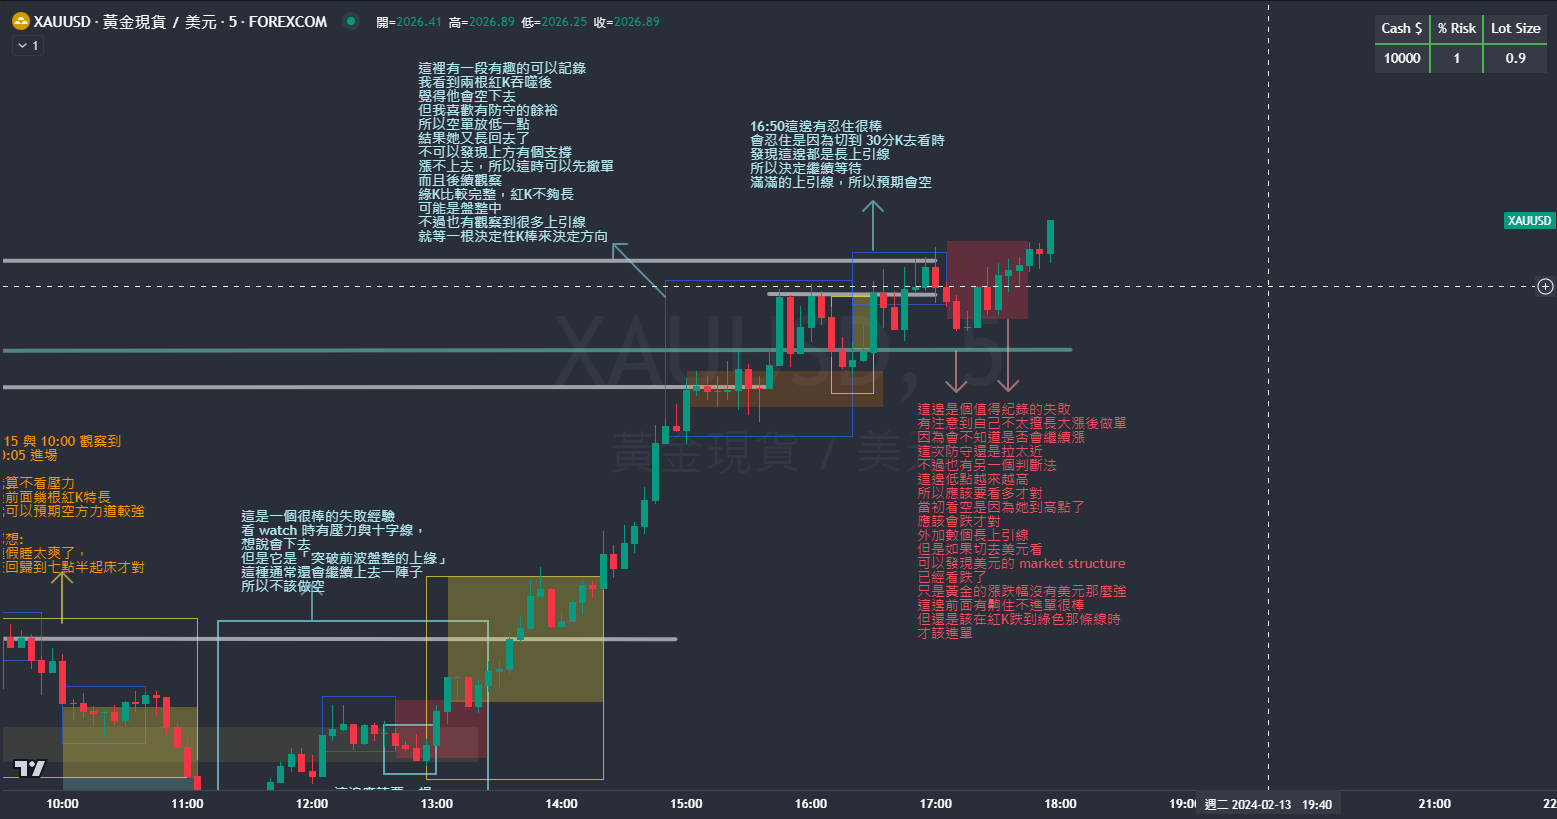 XAUUSD · 黃金現貨 / 美元 · 5 · FOREXCOM
開=2026.41 高=2026.89 低=2026.25 收=2026.89
1
Cash $ % Risk Lot Size
10000 1 0.9
這裡有一段有趣的可以記錄
我看到兩根紅K吞噬後
覺得他會空下去
但我喜歡有防守的餘裕
所以空單放低一點
結果她又長回去了
不可以發現上方有個支撐
漲不上去，所以這時可以先撤單
而且後續觀察
綠K比較完整，紅K不夠長
可能是盤整中
不過也有觀察到很多上引線
就等一根決定性K棒來決定方向
16:50這邊有忍住很棒
會忍住是因為切到 30分K去看時
發現這邊都是長上引線
所以決定繼續等待
滿滿的上引線，所以預期會空
XAUUSD
XAUUSD, 5
黃金現貨 / 美
這邊是個值得紀錄的失敗
有注意到自己不太擅長大漲後做單
因為會不知道是否會繼續漲
這次防守還是拉太近
不過也有另一個判斷法
這邊低點越來越高
所以應該要看多才對
當初看空是因為她到高點了
應該會跌才對
外加數個長上引線
但是如果切去美元看
可以發現美元的 market structure
已經看跌了
只是黃金的漲跌幅沒有美元那麼強
這邊前面有齁住不進單很棒
但還是該在紅K跌到綠色那條線時
才該進單
15 與 10:00 觀察到
:05 進場
算不看壓力
前面幾根紅K特長
可以預期空方力道較強
想:
假睡太爽了，
回歸到七點半起床才對
這是一個很棒的失敗經驗
看 watch 時有壓力與十字線，
想說會下去
但是它是「突破前波盤整的上緣」
這種通常還會繼續上去一陣子
所以不該做空
10:00 11:00 12:00 13:00 14:00 15:00 16:00 17:00 18:00 19:00 週二 2024-02-13 19:40 21:00 22